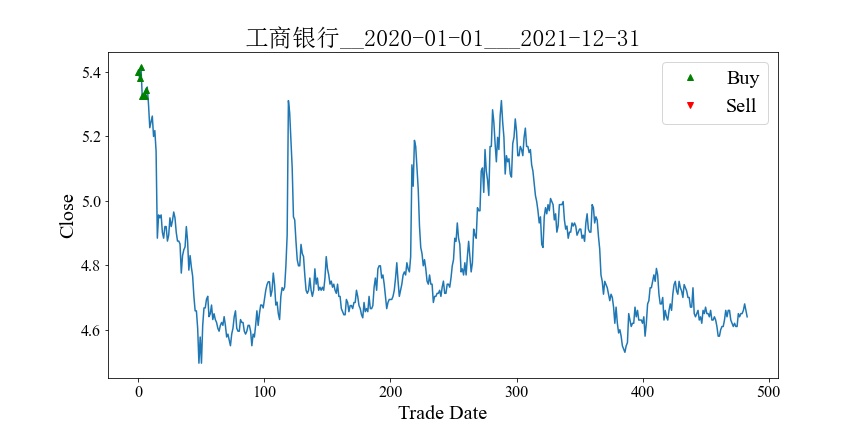 工商银行__2020-01-01___2021-12-31
Buy
Sell
Close
5.4
5.2
5.0
4.8
4.6
0 100 200 300 400 500
Trade Date